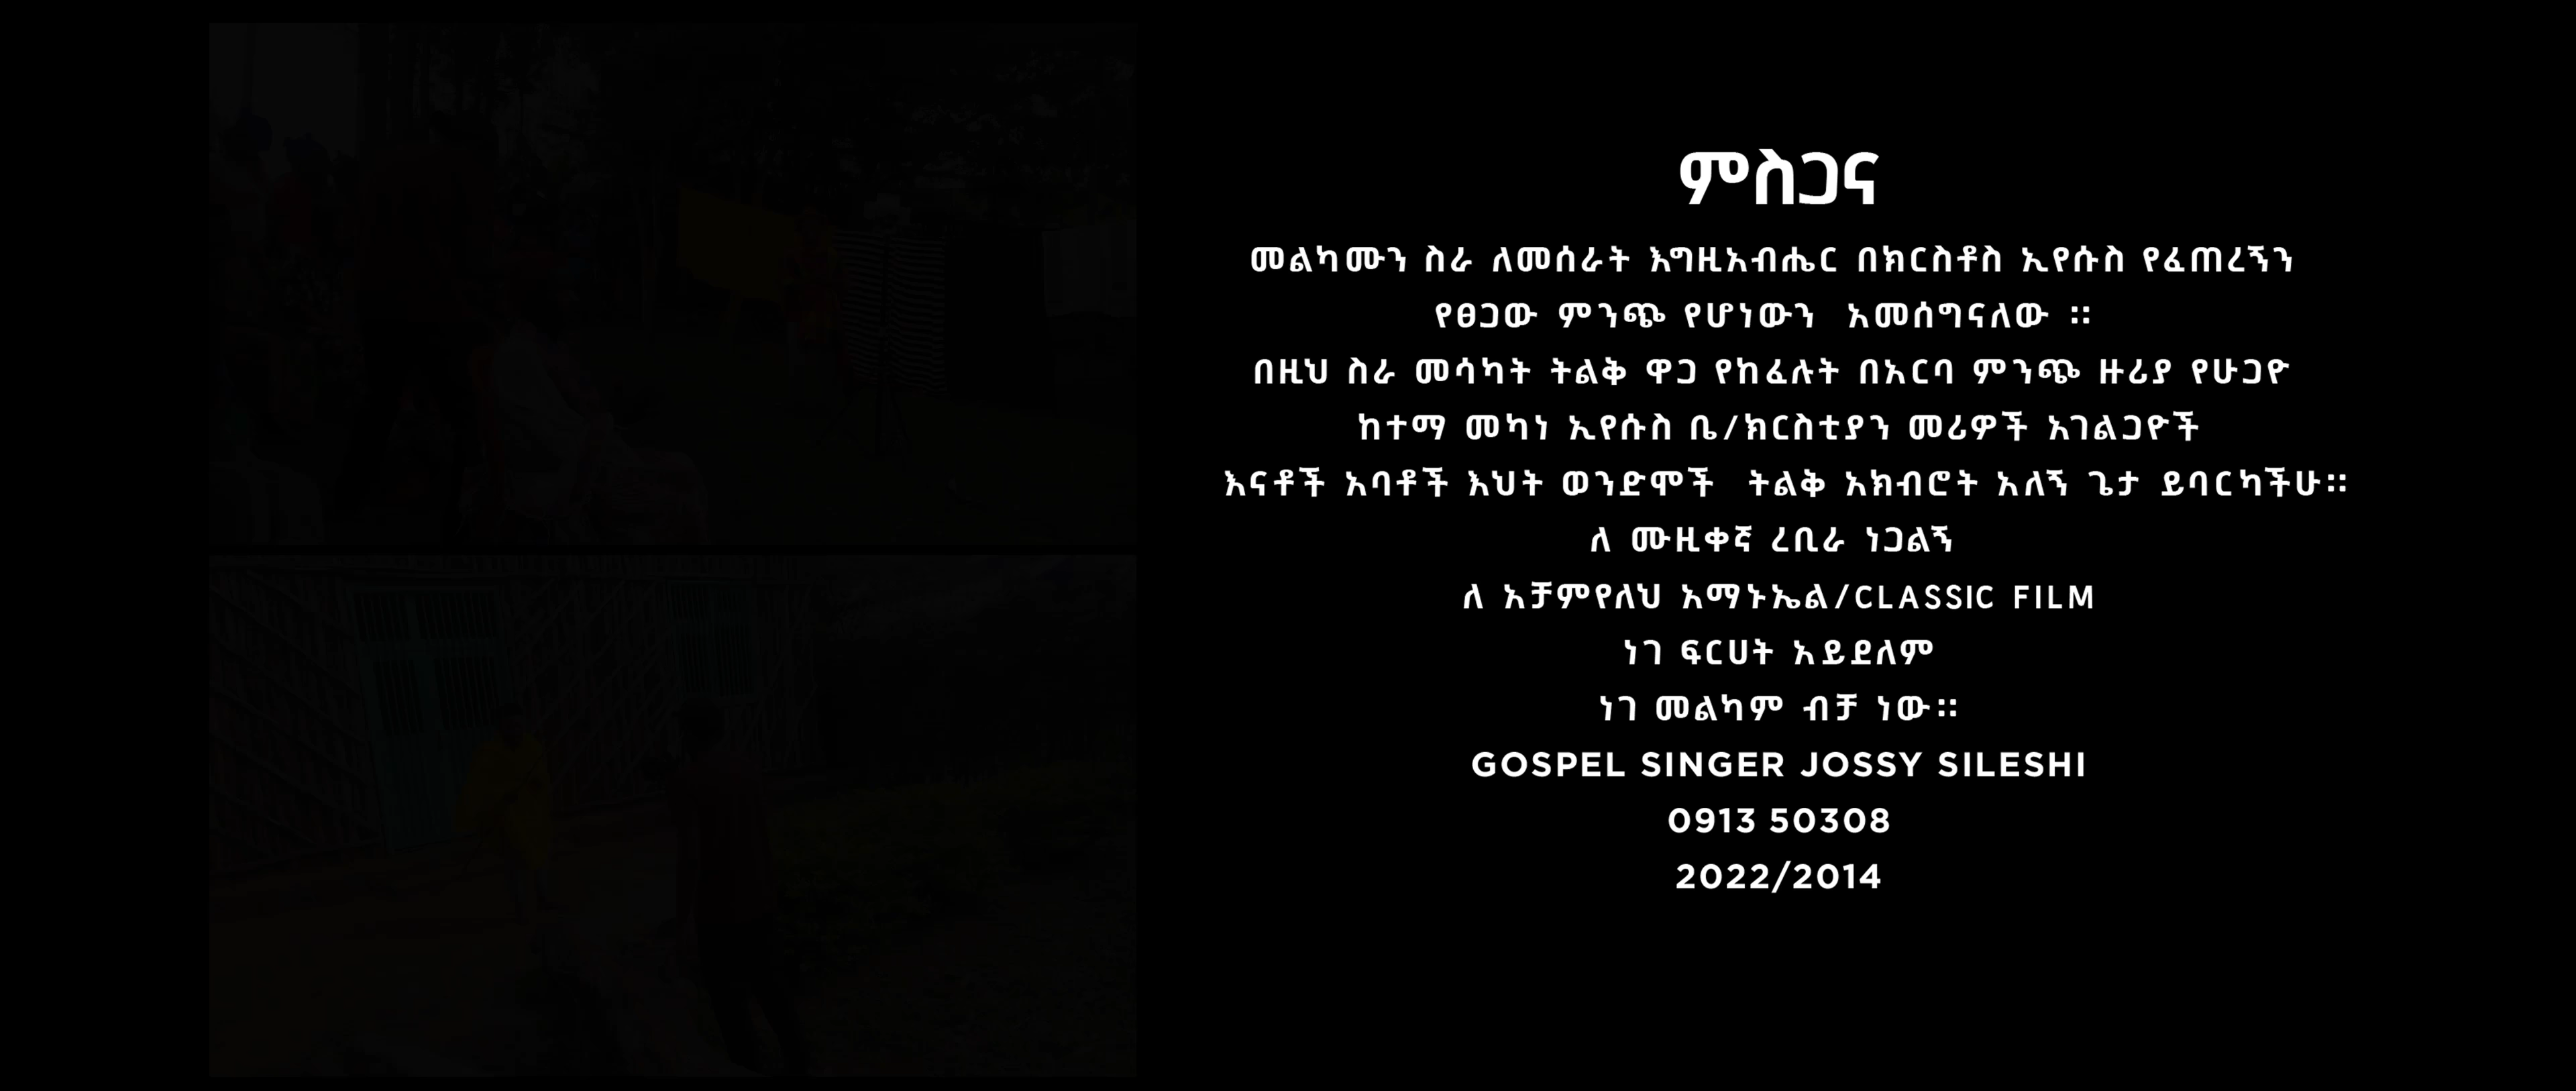 ምስጋና
መልካሙን ስራ ለመሰራት እግዚአብሔር በክርስቶስ ኢየሱስ የፈጠረኝን
የፀጋው ምንጭ የሆነውን አመሰግናለው ።
በዚህ ስራ መሳካት ትልቅ ዋጋ የከፈሉት በአርባ ምንጭ ዙሪያ የሁጋዮ
ከተማ መካነ ኢየሱስ ቤ/ክርስቲያን መሪዎች አገልጋዮች
እናቶች አባቶች እህት ወንድሞች ትልቅ አክብሮት አለኝ ጌታ ይባርካችሁ።
ለ ሙዚቀኛ ረቢራ ነጋልኝ
ለ አቻምየለህ አማኑኤል/CLASSIC FILM
ነገ ፍርሀት አይደለም
ነገ መልካም ብቻ ነው።
GOSPEL SINGER JOSSY SILESHI
0913 50308
2022/2014